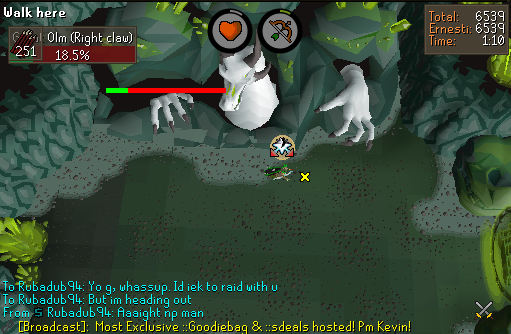 Walk here
Total: 6539
Ernesti: 6539
Time: 1:10
Olm (Right claw)
251
18.5%
To Rubadub94: Yo g, whassup. Id iek to raid with u
To Rubadub94: But im heading out
From S Rubadub94: Aaaight np man
[Broadcast]: Most Exclusive ::Goodiebag & ::sdeals hosted! Pm Kevin!